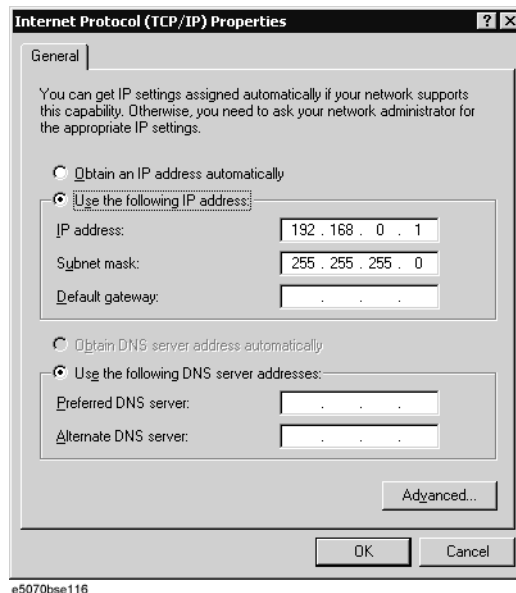 Internet Protocol (TCP/IP) Properties
General
You can get IP settings assigned automatically if your network supports
this capability. Otherwise, you need to ask your network administrator for
the appropriate IP settings.
Obtain an IP address automatically
Use the following IP address:
IP address: 192 . 168 . 0 . 1
Subnet mask: 255 . 255 . 255 . 0
Default gateway: . . .
Obtain DNS server address automatically
Use the following DNS server addresses:
Preferred DNS server: . . .
Alternate DNS server: . . .
Advanced...
OK Cancel
e5070bse116